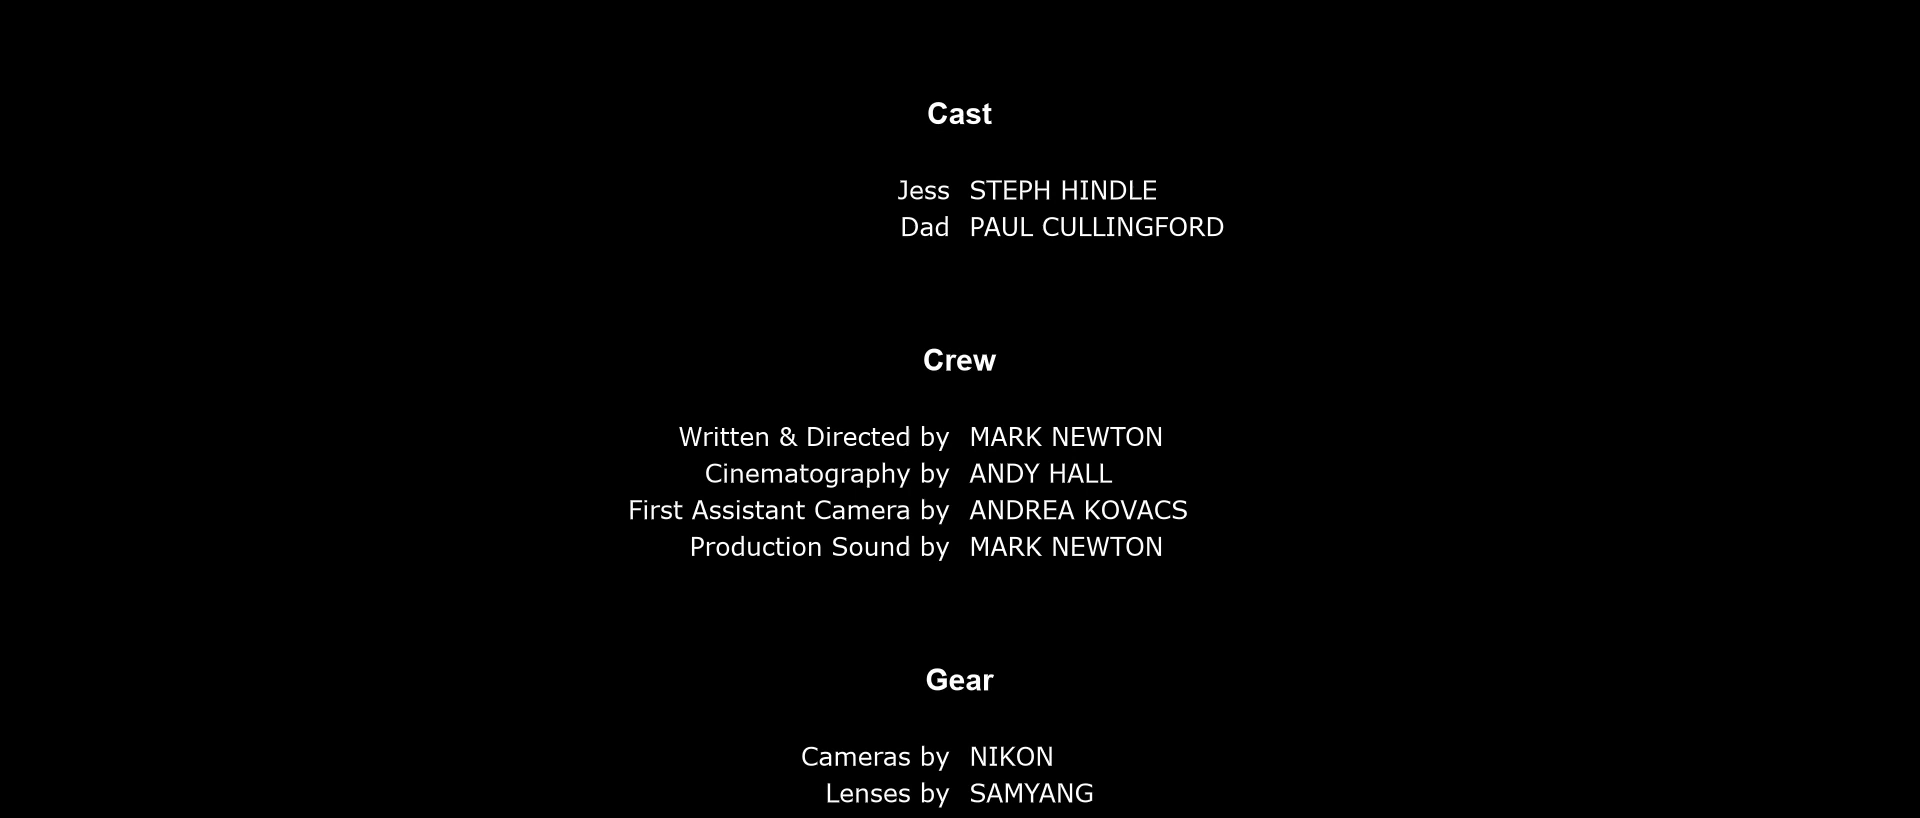 Cast
Jess STEPH HINDLE
Dad PAUL CULLINGFORD
Crew
Written & Directed by MARK NEWTON
Cinematography by ANDY HALL
First Assistant Camera by ANDREA KOVACS
Production Sound by MARK NEWTON
Gear
Cameras by NIKON
Lenses by SAMYANG